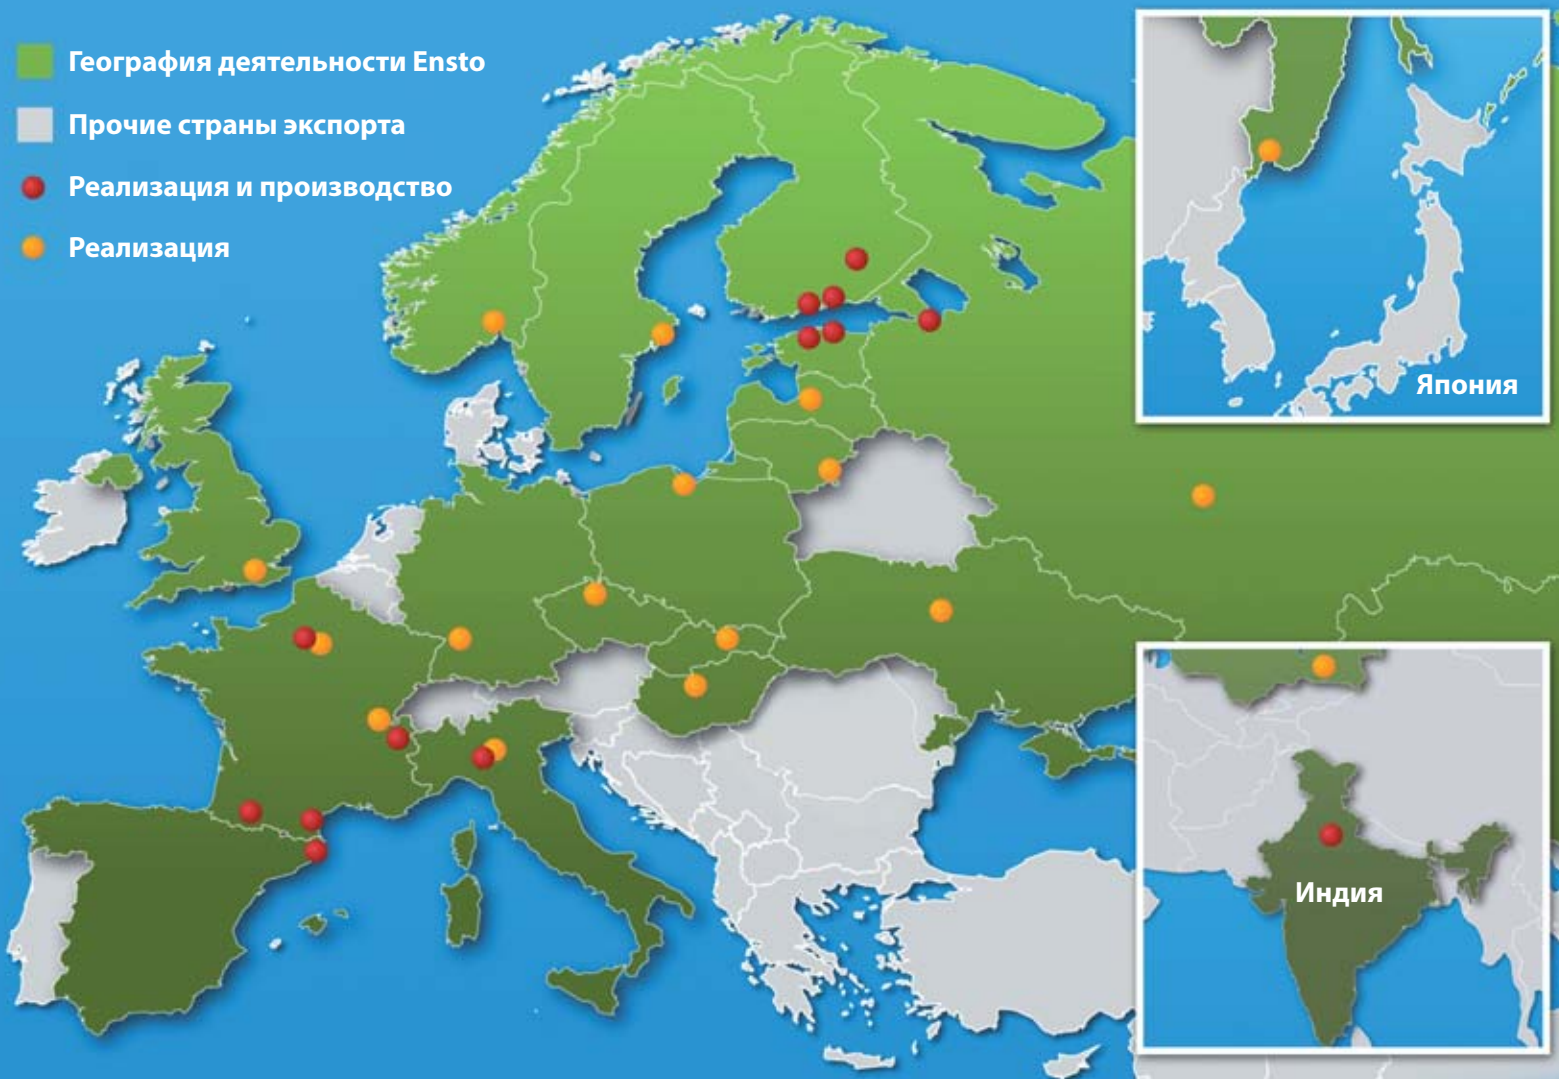 География деятельности Ensto
Прочие страны экспорта
Реализация и производство
Реализация
Япония
Индия